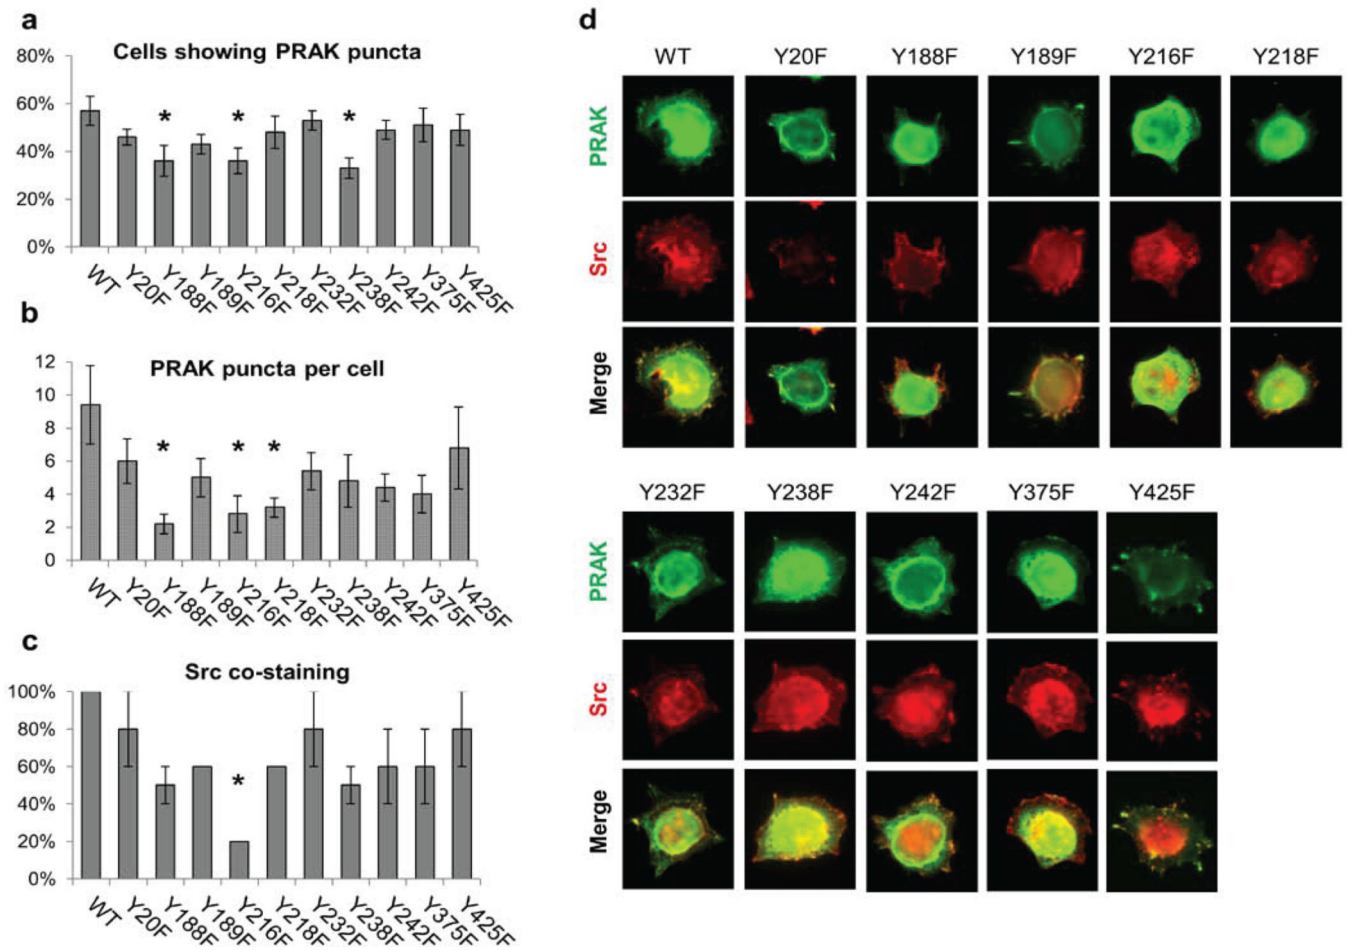 a
Cells showing PRAK puncta
80%
60%
40%
20%
0%
* * *
WT Y20F Y188F Y189F Y216F Y218F Y232F Y238F Y242F Y375F Y425F
b
PRAK puncta per cell
12
10
8
6
4
2
0
* * *
WT Y20F Y188F Y189F Y216F Y218F Y232F Y238F Y242F Y375F Y425F
c
Src co-staining
100%
80%
60%
40%
20%
0%
*
WT Y20F Y188F Y189F Y216F Y218F Y232F Y238F Y242F Y375F Y425F
d
WT Y20F Y188F Y189F Y216F Y218F
PRAK
Src
Merge
Y232F Y238F Y242F Y375F Y425F
PRAK
Src
Merge